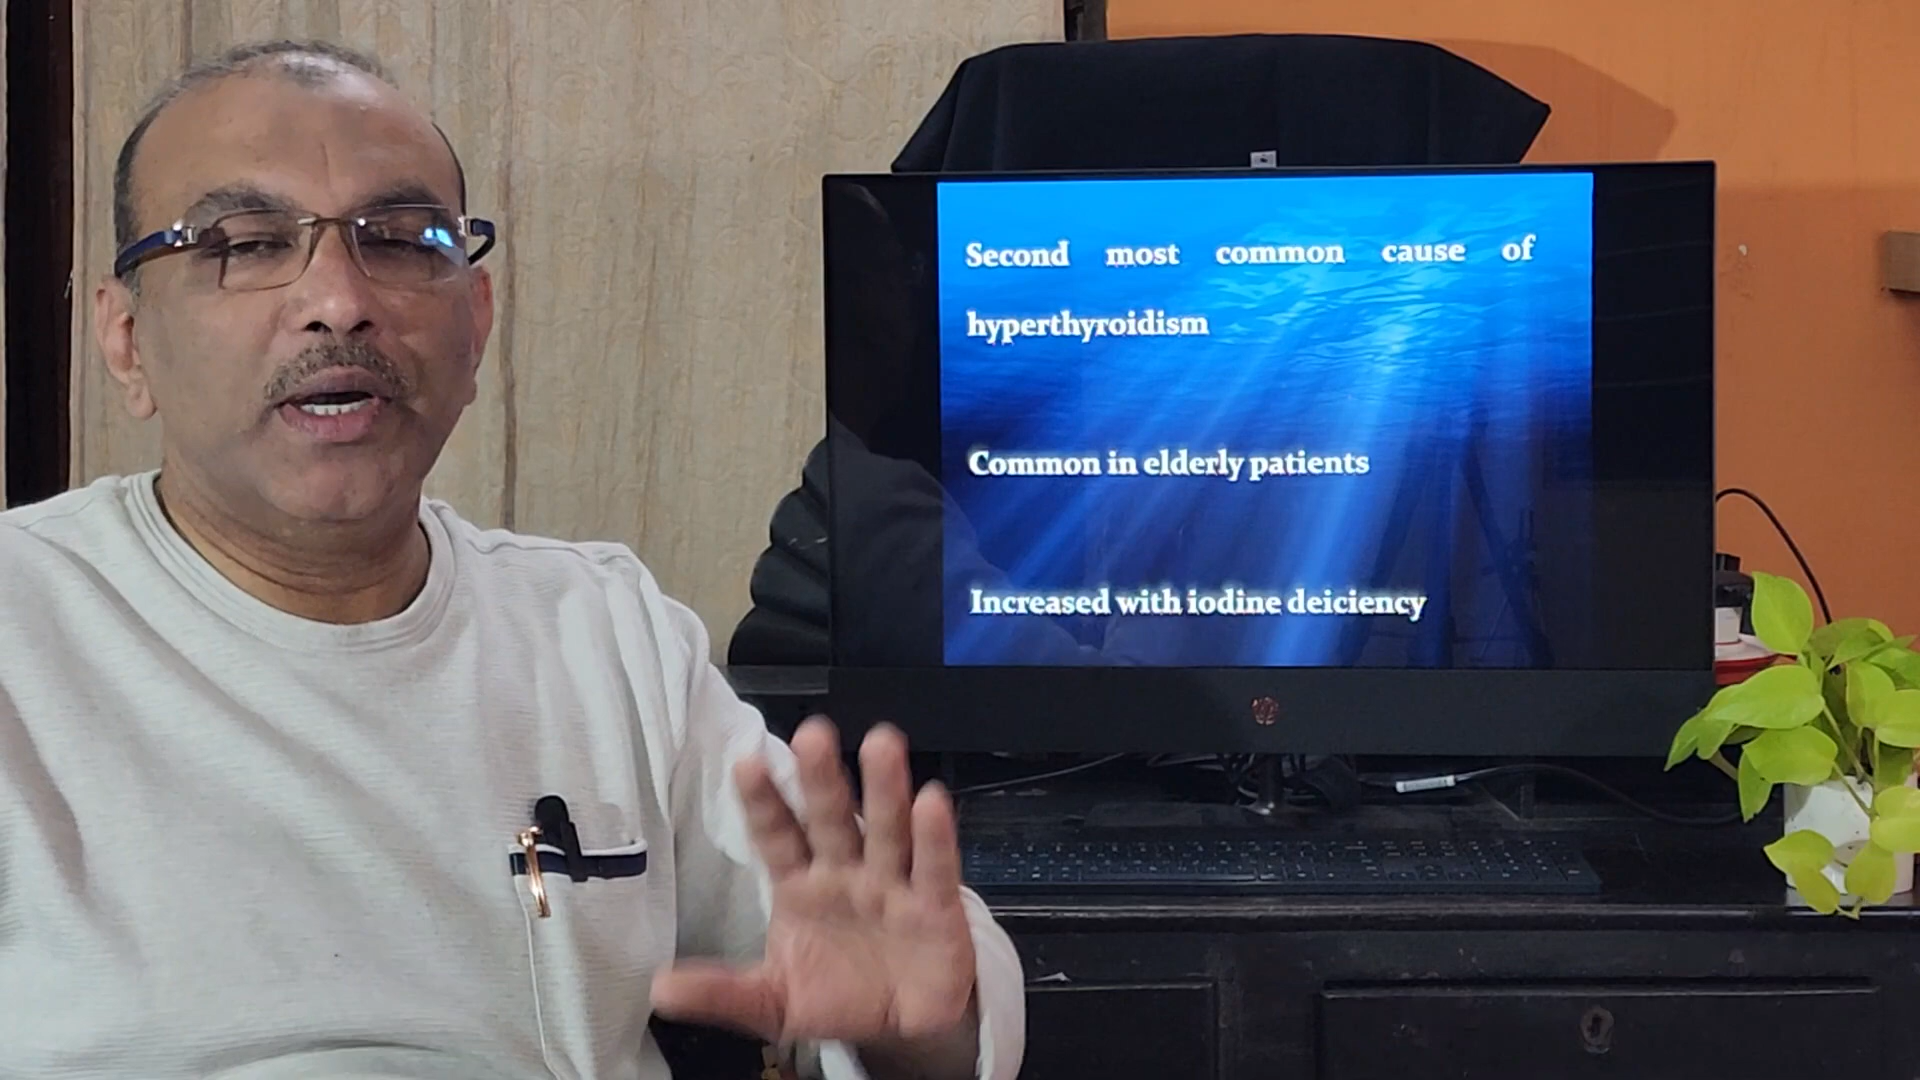 Second most common cause of
hyperthyroidism
Common in elderly patients
Increased with iodine deiciency